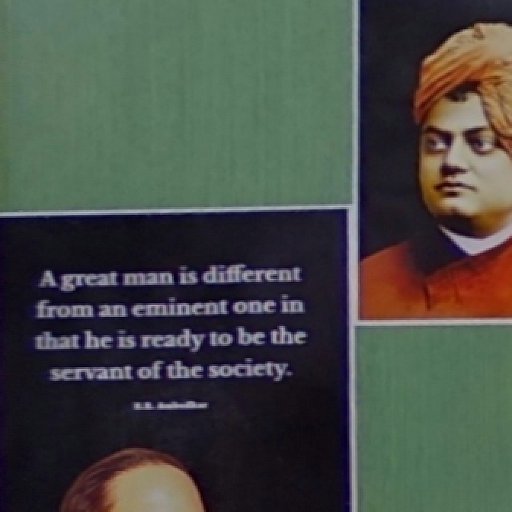 A great man is different
from an eminent one in
that he is ready to be the
servant of the society.
B.R. Ambedkar